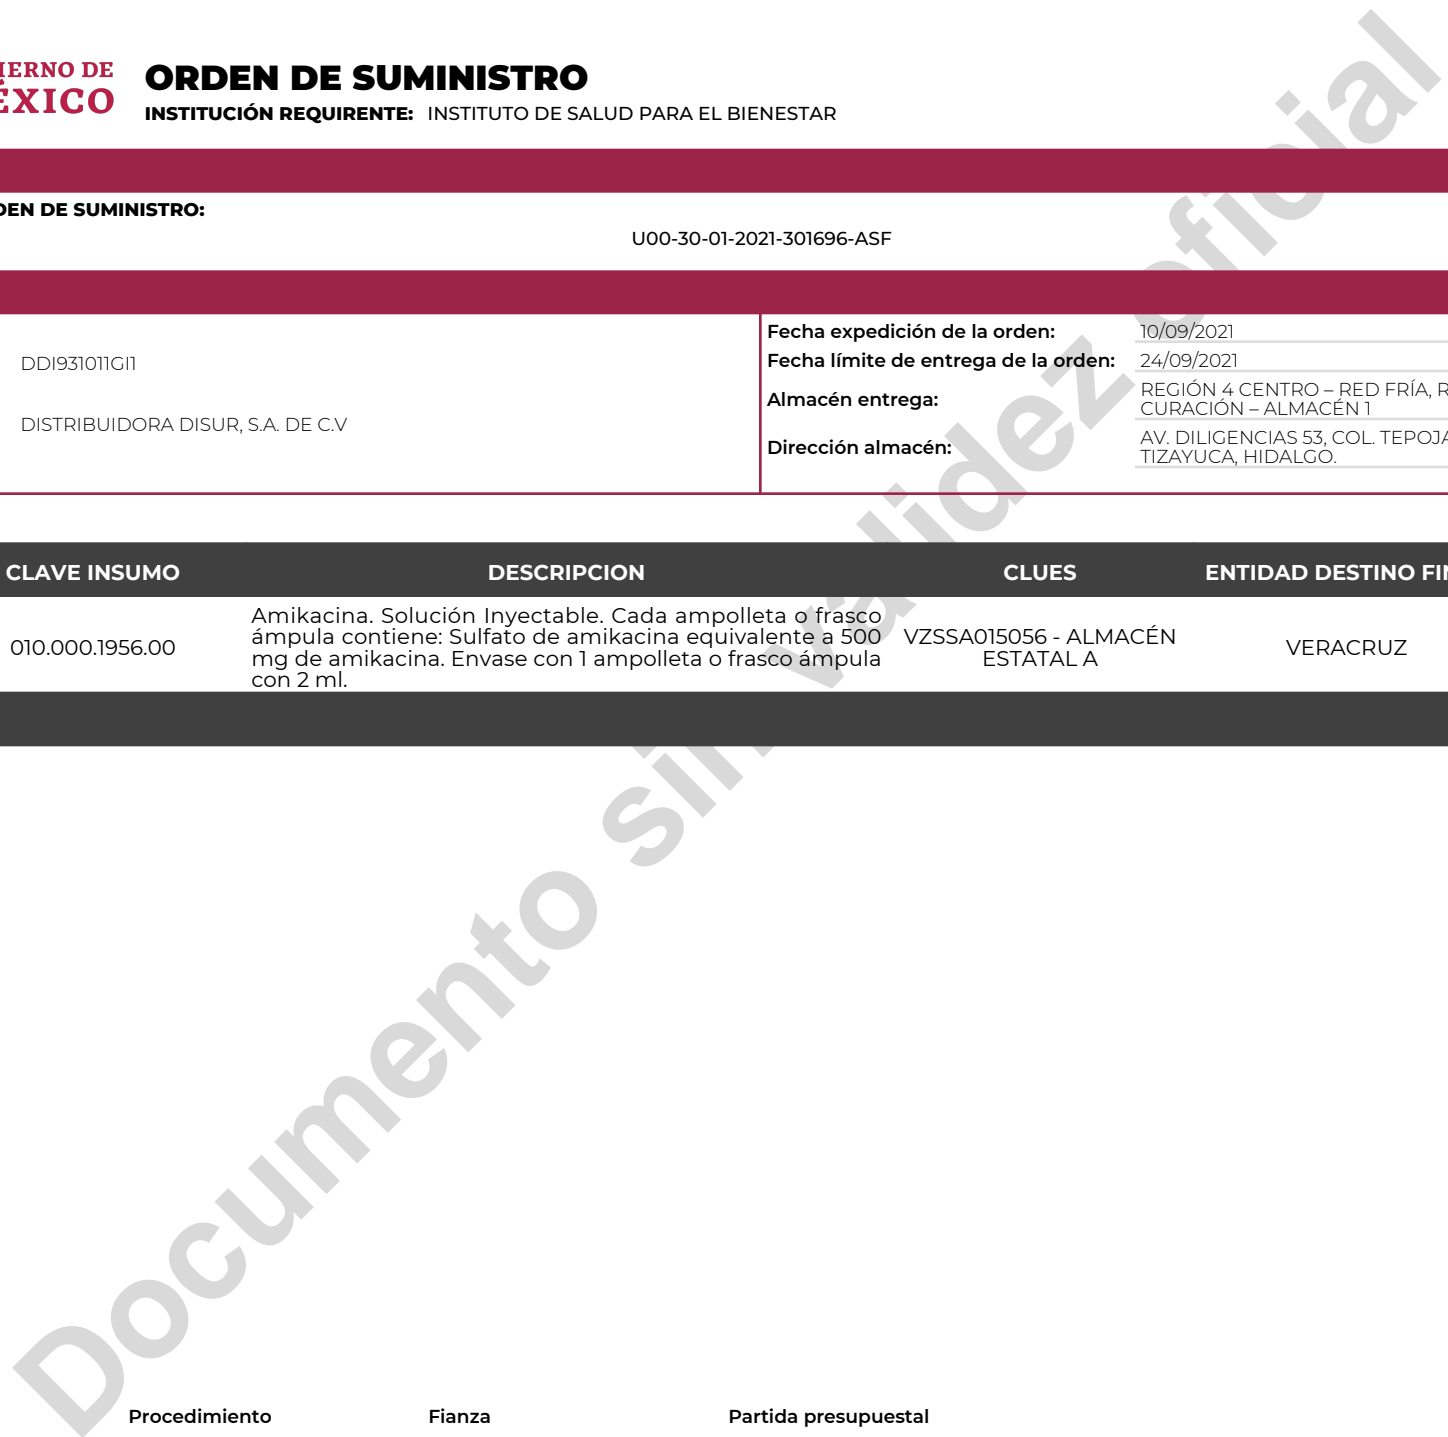 IERNO DE
ÉXICO
ORDEN DE SUMINISTRO
INSTITUCIÓN REQUIRENTE: INSTITUTO DE SALUD PARA EL BIENESTAR
DEN DE SUMINISTRO:
U00-30-01-2021-301696-ASF
DDI931011GI1
DISTRIBUIDORA DISUR, S.A. DE C.V
Fecha expedición de la orden: 10/09/2021
Fecha límite de entrega de la orden: 24/09/2021
Almacén entrega: REGIÓN 4 CENTRO – RED FRÍA, R
CURACIÓN – ALMACÉN 1
Dirección almacén: AV. DILIGENCIAS 53, COL. TEPOJA
TIZAYUCA, HIDALGO.
CLAVE INSUMO DESCRIPCION CLUES ENTIDAD DESTINO FIN
010.000.1956.00
Amikacina. Solución Inyectable. Cada ampolleta o frasco
ámpula contiene: Sulfato de amikacina equivalente a 500
mg de amikacina. Envase con 1 ampolleta o frasco ámpula
con 2 ml.
VZSSA015056 - ALMACÉN
ESTATAL A
VERACRUZ
Documento sin validez oficial
Procedimiento Fianza Partida presupuestal